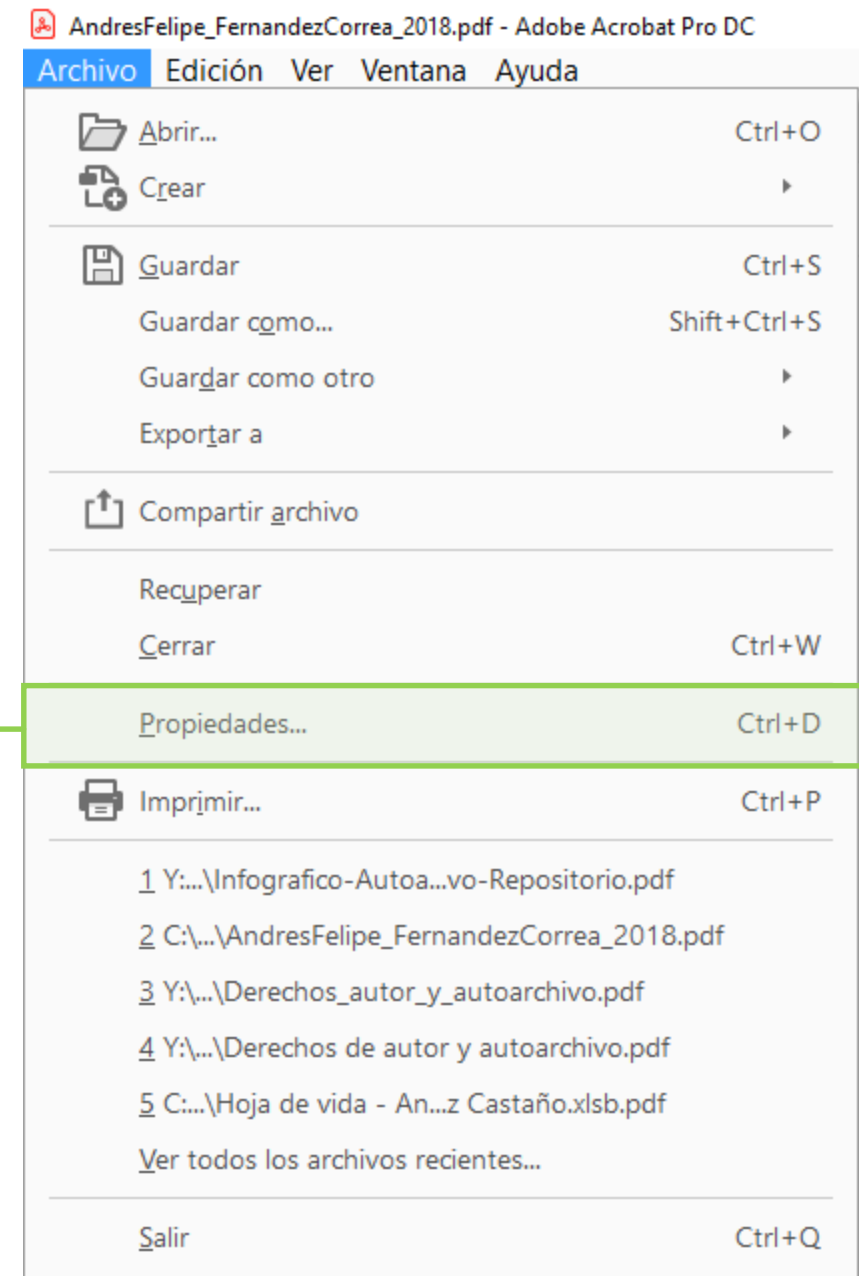 AndresFelipe_FernandezCorrea_2018.pdf - Adobe Acrobat Pro DC
Archivo Edición Ver Ventana Ayuda
Abrir... Ctrl+O
Crear
Guardar Ctrl+S
Guardar como... Shift+Ctrl+S
Guardar como otro
Exportar a
Compartir archivo
Recuperar
Cerrar Ctrl+W
Propiedades... Ctrl+D
Imprimir... Ctrl+P
1 Y:...\Infografico-Autoa...vo-Repositorio.pdf
2 C:\...\AndresFelipe_FernandezCorrea_2018.pdf
3 Y:\...\Derechos_autor_y_autoarchivo.pdf
4 Y:\...\Derechos de autor y autoarchivo.pdf
5 C:...\Hoja de vida - An...z Castaño.xlsb.pdf
Ver todos los archivos recientes...
Salir Ctrl+Q